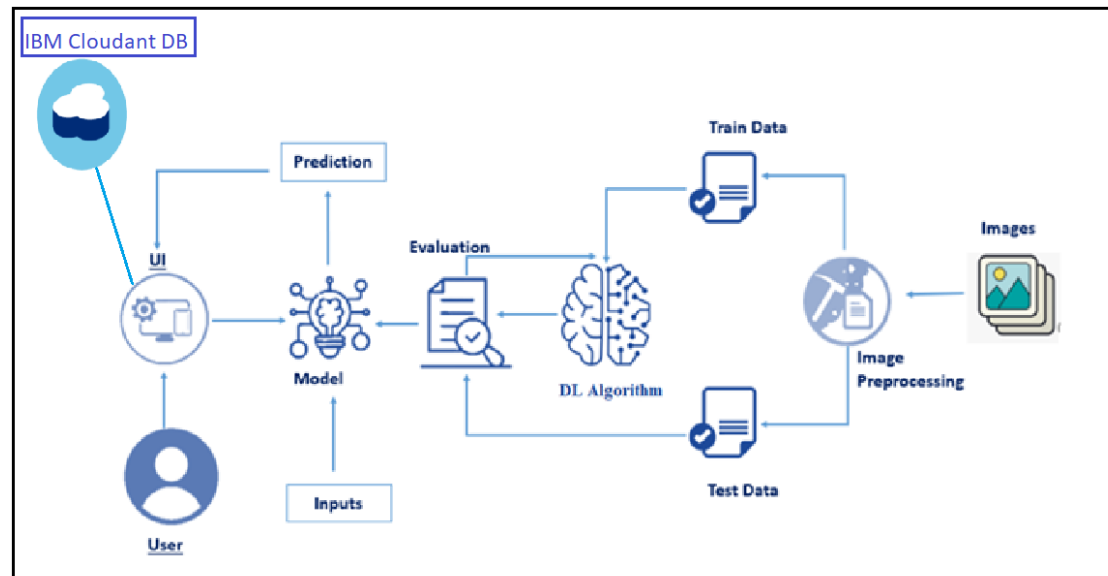 IBM Cloudant DB
Train Data
Prediction
Images
Evaluation
UI
Image
Preprocessing
Model
DL Algorithm
Inputs
Test Data
User